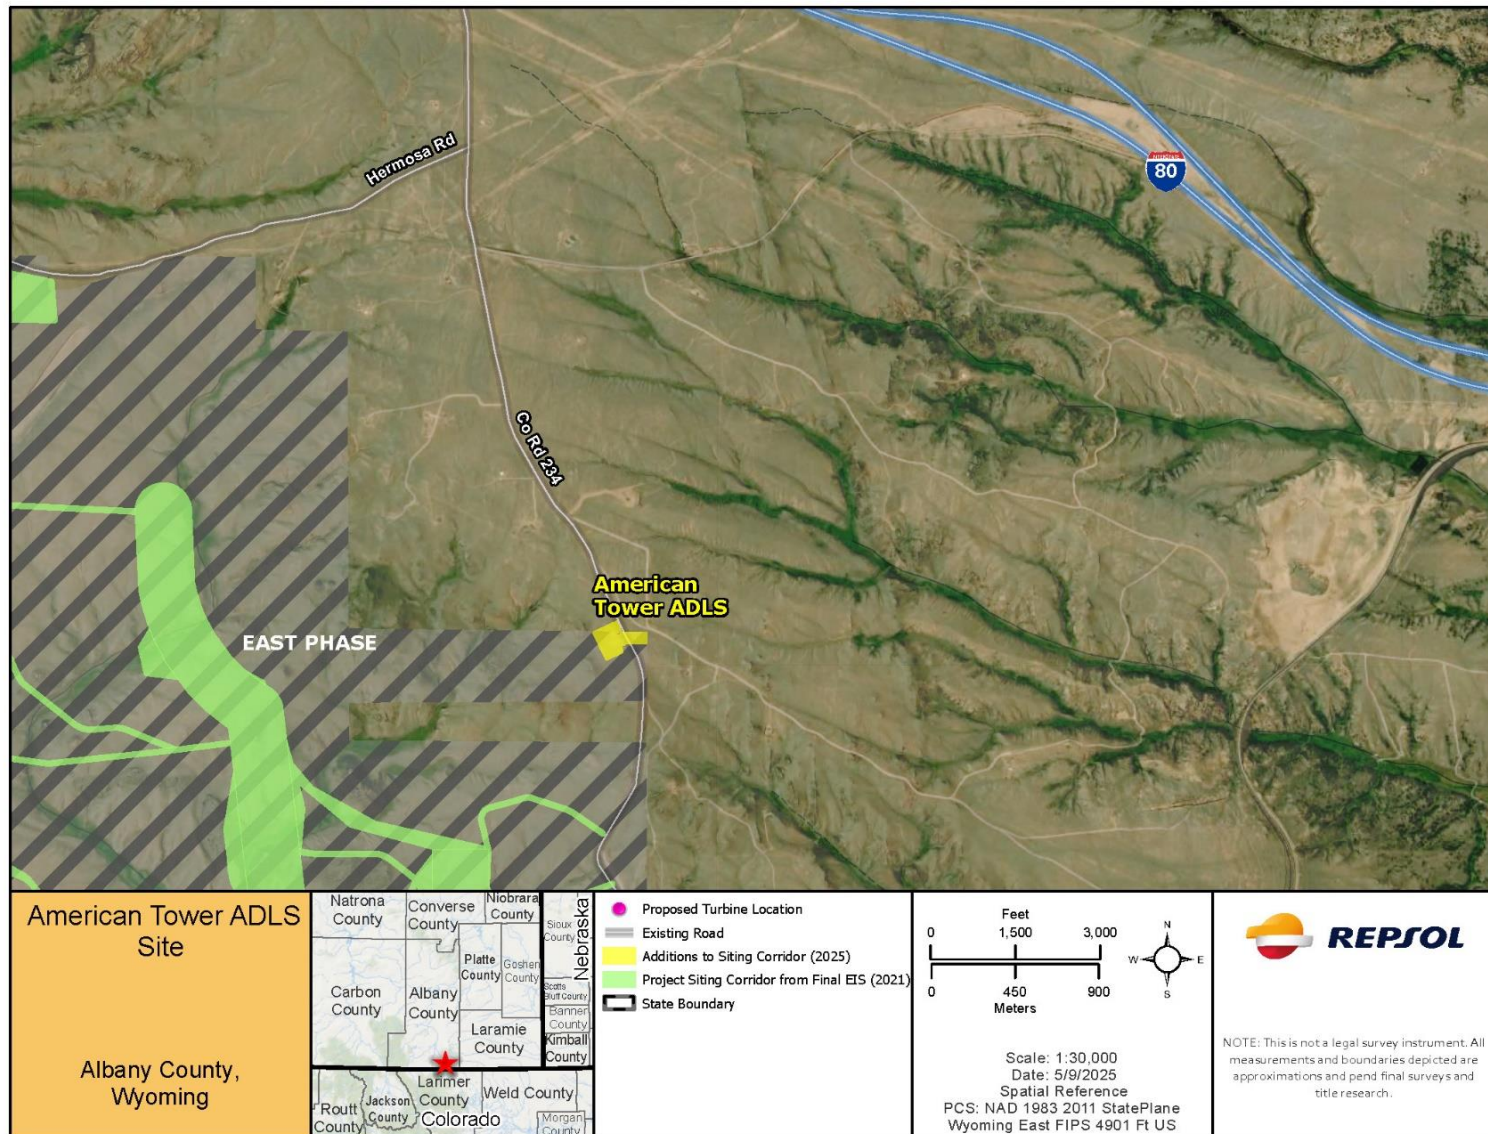 Hermosa Rd
INTERSTATE
80
Co Rd 234
American
Tower ADLS
EAST PHASE
American Tower ADLS
Site
Albany County,
Wyoming
Natrona
County
Converse
County
Niobrara
County
Sioux
County
Nebraska
Platte
County
Goshen
County
Scotts
Bluff County
Carbon
County
Albany
County
Banner
County
Laramie
County
Kimball
County
Larimer
County
Weld County
Jackson
County
Routt
County
Colorado
Morgan
County
Proposed Turbine Location
Existing Road
Additions to Siting Corridor (2025)
Project Siting Corridor from Final EIS (2021)
State Boundary
Feet
0 1,500 3,000
0 450 900
Meters
N
W E
S
Scale: 1:30,000
Date: 5/9/2025
Spatial Reference
PCS: NAD 1983 2011 StatePlane
Wyoming East FIPS 4901 Ft US
REPSOL
NOTE: This is not a legal survey instrument. All
measurements and boundaries depicted are
approximations and pend final surveys and
title research.